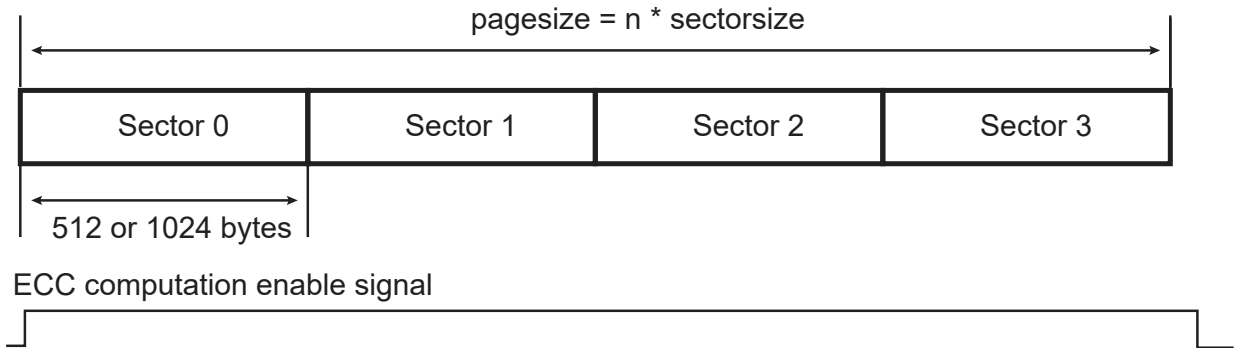 pagesize = n * sectorsize
Sector 0 Sector 1 Sector 2 Sector 3
512 or 1024 bytes
ECC computation enable signal